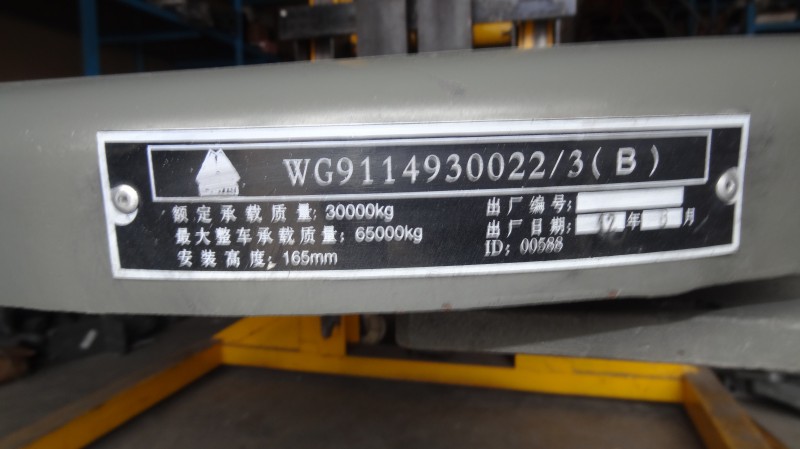 WG9114930022/3(B)
额定承载质量: 30000kg
最大整车承载质量: 65000kg
安装高度: 165mm
出厂编号:
出厂日期: 年 月
ID: 00588